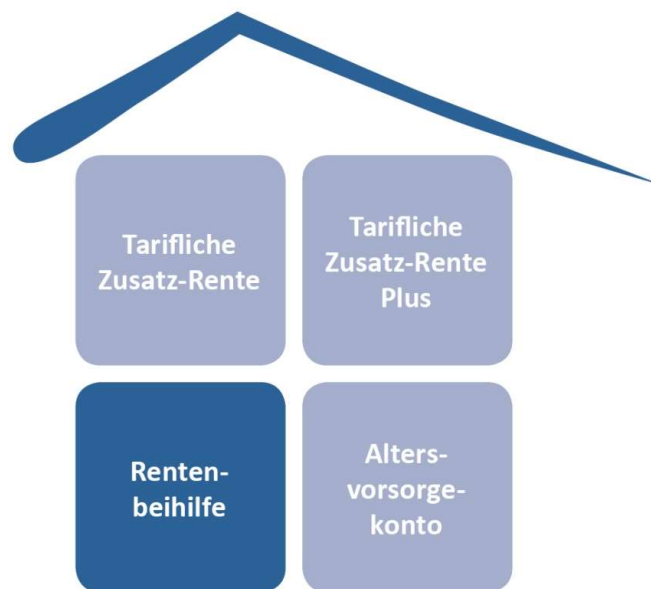 Tarifliche
Zusatz-Rente
Tarifliche
Zusatz-Rente
Plus
Renten-
beihilfe
Alters-
vorsorge-
konto